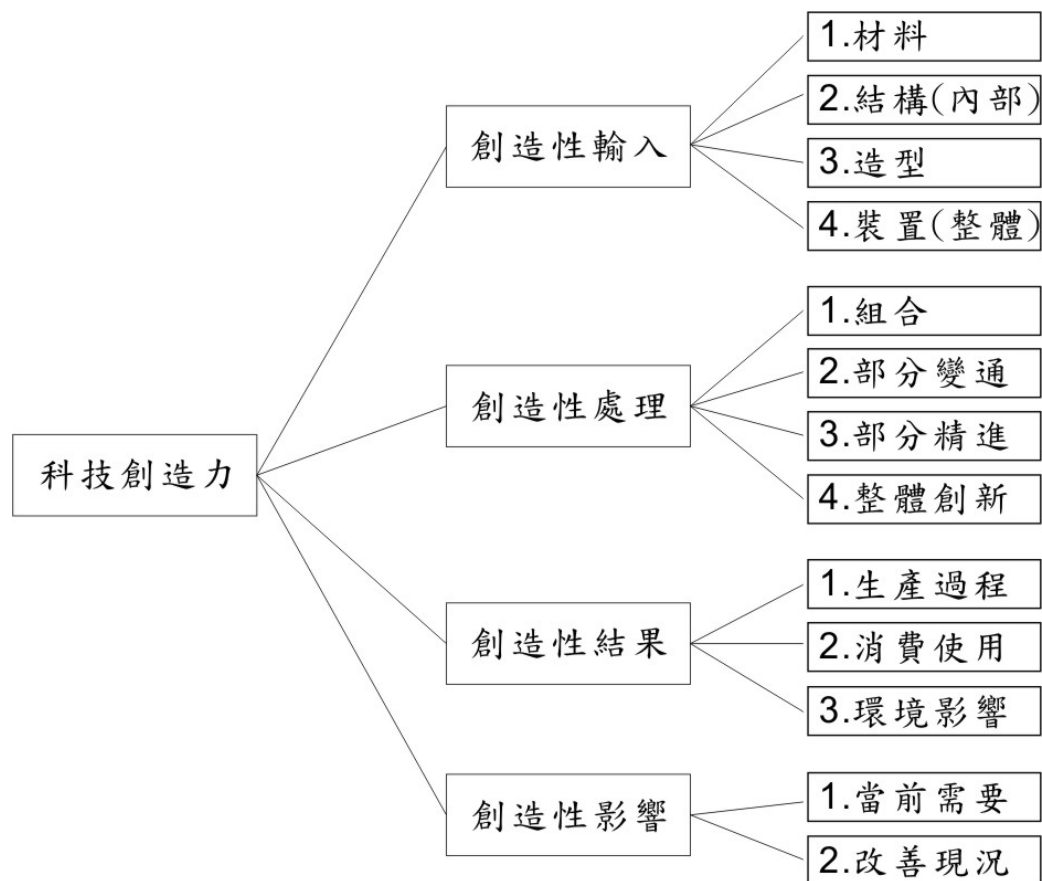 科技創造力
創造性輸入
1.材料
2.結構(內部)
3.造型
4.裝置(整體)
創造性處理
1.組合
2.部分變通
3.部分精進
4.整體創新
創造性結果
1.生產過程
2.消費使用
3.環境影響
創造性影響
1.當前需要
2.改善現況